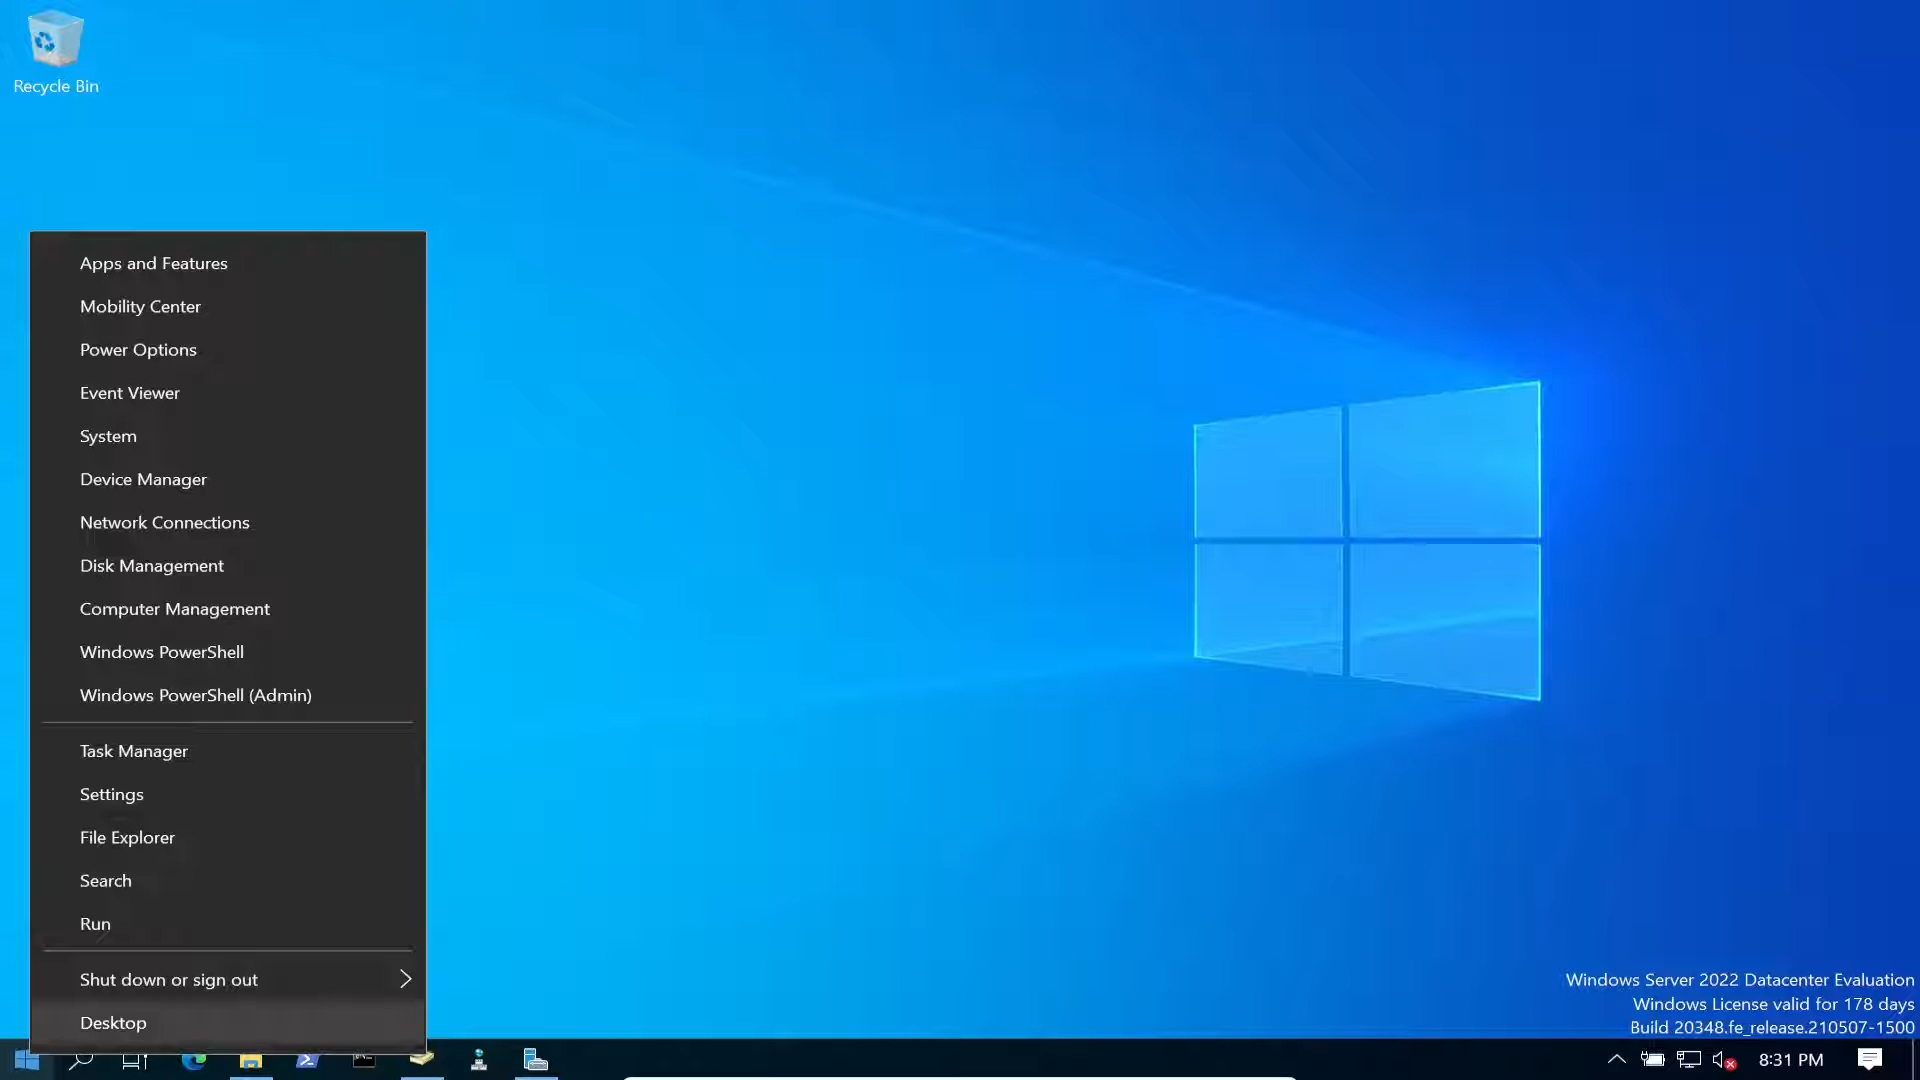 Recycle Bin
Apps and Features
Mobility Center
Power Options
Event Viewer
System
Device Manager
Network Connections
Disk Management
Computer Management
Windows PowerShell
Windows PowerShell (Admin)
Task Manager
Settings
File Explorer
Search
Run
Shut down or sign out
Desktop
Windows Server 2022 Datacenter Evaluation
Windows License valid for 178 days
Build 20348.fe_release.210507-1500
8:31 PM